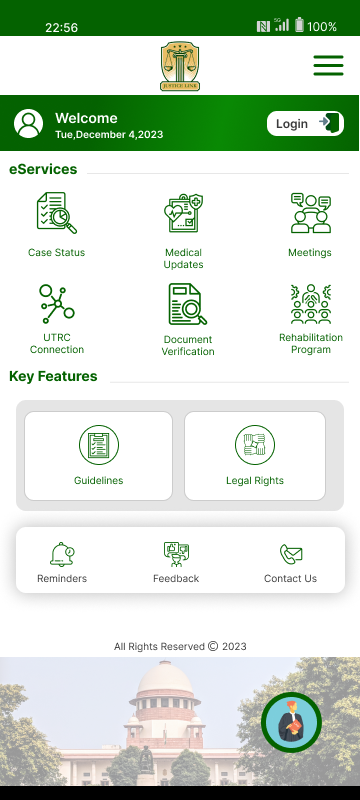 22:56
5G
100%
JUSTICE LINK
Welcome
Tue,December 4,2023
Login
eServices
Case Status
Medical
Updates
Meetings
UTRC
Connection
Document
Verification
Rehabilitation
Program
Key Features
Guidelines
Legal Rights
Reminders
Feedback
Contact Us
All Rights Reserved © 2023